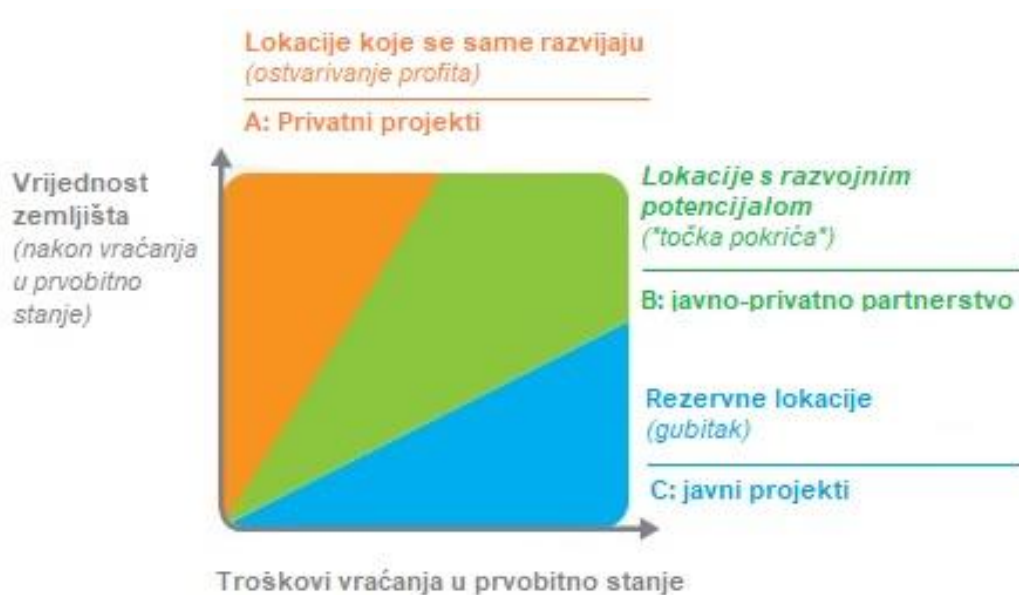 Lokacije koje se same razvijaju
(ostvarivanje profita)
A: Privatni projekti
Vrijednost
zemljišta
(nakon vraćanja
u prvobitno
stanje)
Lokacije s razvojnim
potencijalom
("točka pokrića")
B: javno-privatno partnerstvo
Rezervne lokacije
(gubitak)
C: javni projekti
Troškovi vraćanja u prvobitno stanje